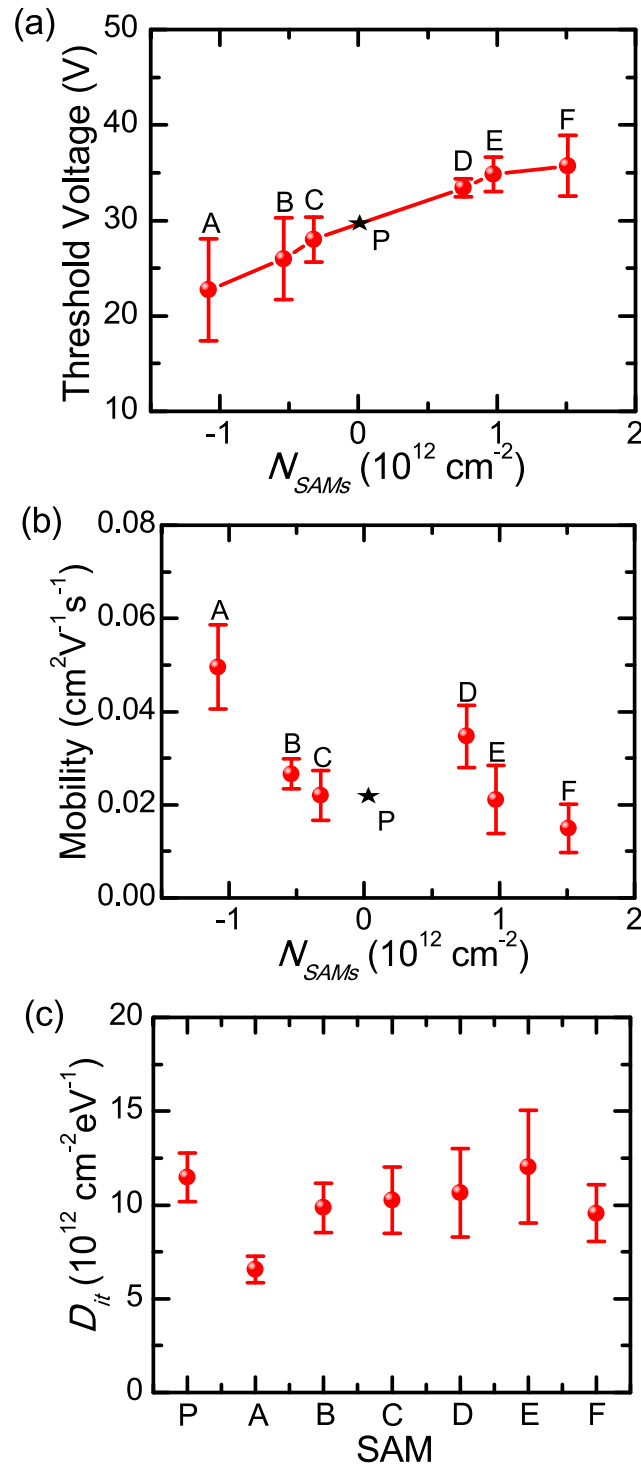 (a)
Threshold Voltage (V)
50
40
30
20
10
A
B
C
P
D
E
F
-1
0
1
2
N_SAMs (10^12 cm^-2)
(b)
Mobility (cm^2V^-1s^-1)
0.08
0.06
0.04
0.02
0.00
A
B
C
P
D
E
F
-1
0
1
2
N_SAMs (10^12 cm^-2)
(c)
D_it (10^12 cm^-2eV^-1)
20
15
10
5
0
P A B C D E F
SAM